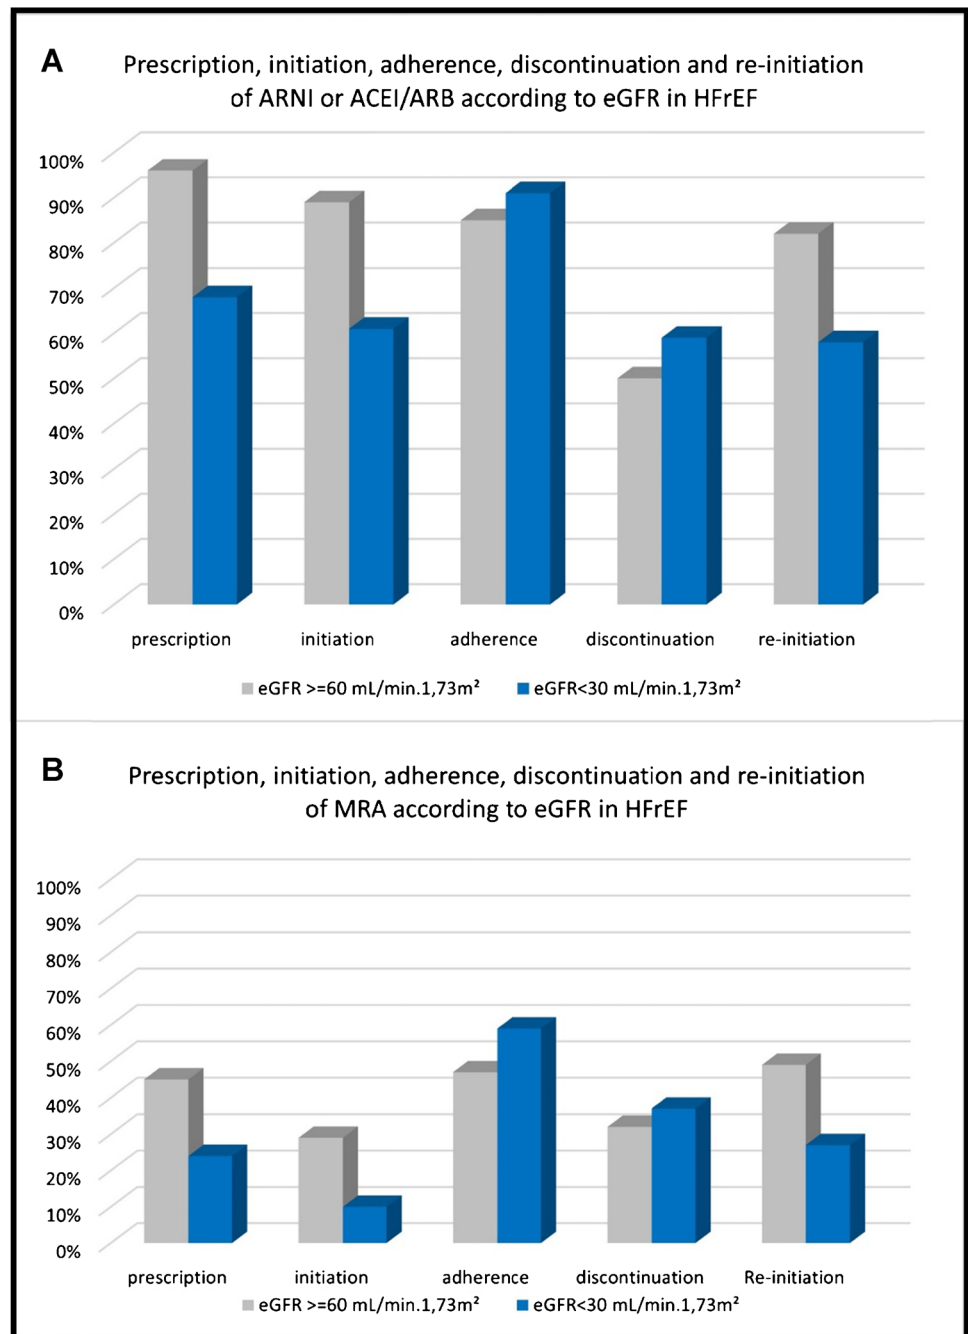 A
Prescription, initiation, adherence, discontinuation and re-initiation
of ARNI or ACEI/ARB according to eGFR in HFrEF
100%
90%
80%
70%
60%
50%
40%
30%
20%
10%
0%
prescription initiation adherence discontinuation re-initiation
eGFR >=60 mL/min.1,73m² eGFR<30 mL/min.1,73m²
B
Prescription, initiation, adherence, discontinuation and re-initiation
of MRA according to eGFR in HFrEF
100%
90%
80%
70%
60%
50%
40%
30%
20%
10%
0%
prescription initiation adherence discontinuation Re-initiation
eGFR >=60 mL/min.1,73m² eGFR<30 mL/min.1,73m²